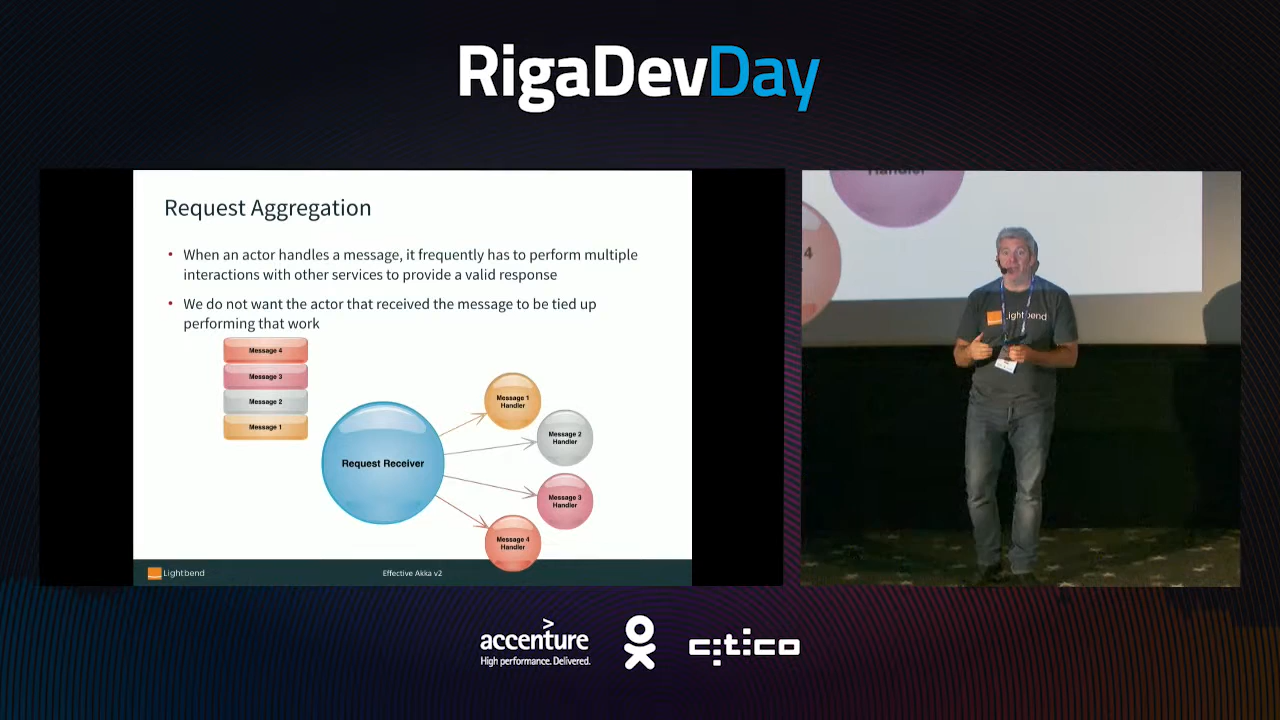 RigaDevDay
Request Aggregation
• When an actor handles a message, it frequently has to perform multiple
interactions with other services to provide a valid response
• We do not want the actor that received the message to be tied up
performing that work
Message 4
Message 3
Message 2
Message 1
Request Receiver
Message 1
Handler
Message 2
Handler
Message 3
Handler
Message 4
Handler
Lightbend
Effective Akka v2
Handler
4
Lightbend
accenture
High performance. Delivered.
citico